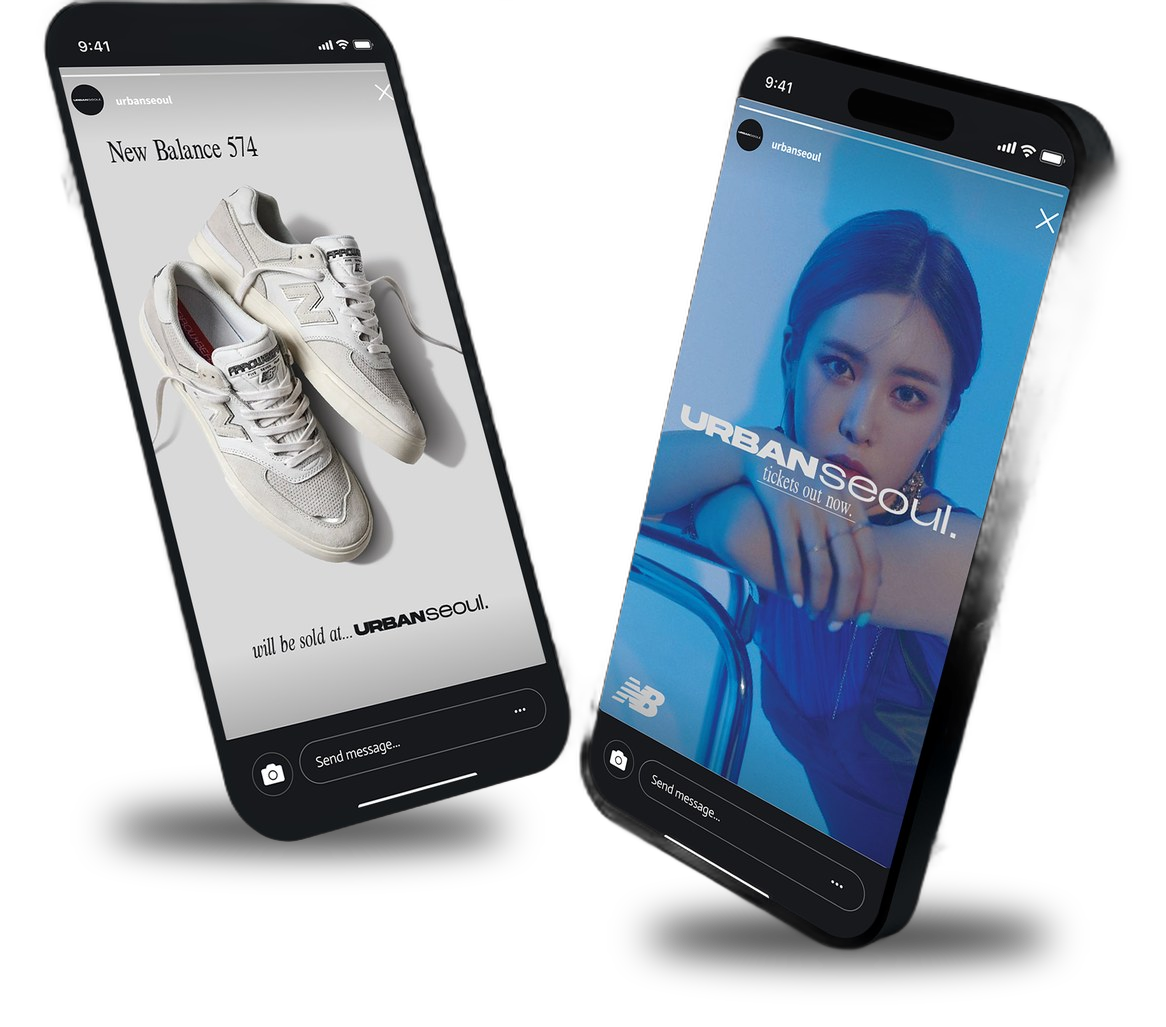 9:41
urbanseoul
New Balance 574
will be sold at... URBANseoul.
Send message...
9:41
urbanseoul
URBANseoul.
tickets out now.
NB
Send message...